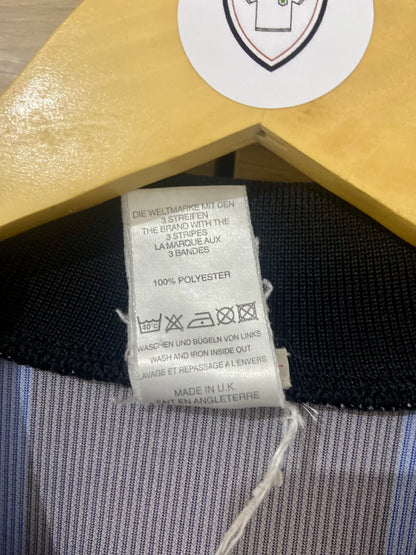 DIE WELTMARKE MIT DEN
3 STREIFEN
THE BRAND WITH THE
3 STRIPES
LA MARQUE AUX
3 BANDES
100% POLYESTER
40°C
WASCHEN UND BÜGELN VON LINKS
WASH AND IRON INSIDE OUT
LAVAGE ET REPASSAGE A L'ENVERS
MADE IN U.K.
FAIT EN ANGLETERRE